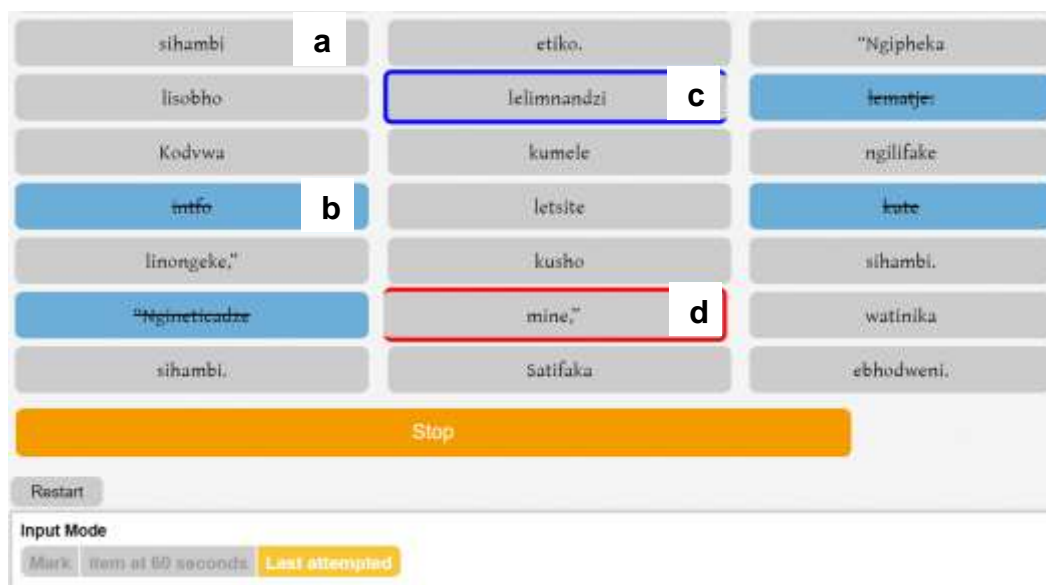 sihambi a etiko. "Ngipheka
lisobho lelimnandzi c lematje:
Kodvwa kumele ngilifake
intfo b letsite kute
linongeke," kusho sihambi.
"Ngineticadze mine," d watinika
sihambi. Satifaka ebhodweni.
Stop
Restart
Input Mode
Mark Item at 60 seconds Last attempted